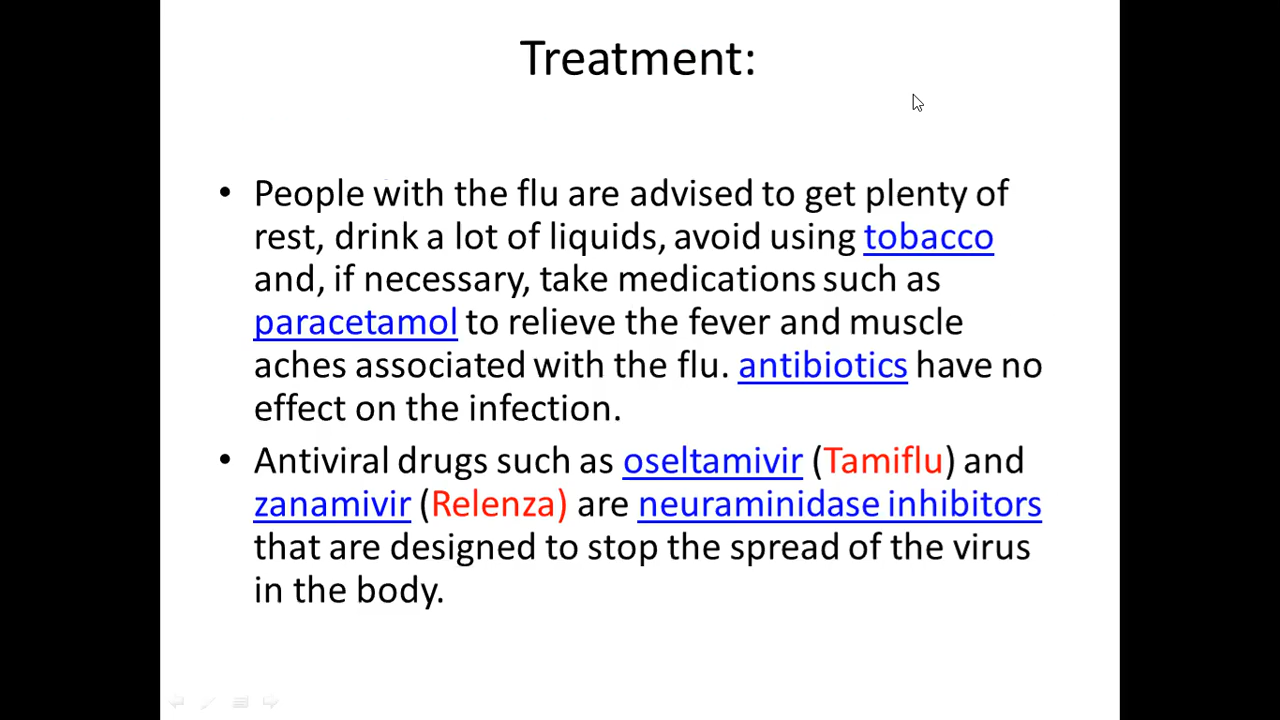 Treatment:
• People with the flu are advised to get plenty of
rest, drink a lot of liquids, avoid using tobacco
and, if necessary, take medications such as
paracetamol to relieve the fever and muscle
aches associated with the flu. antibiotics have no
effect on the infection.
• Antiviral drugs such as oseltamivir (Tamiflu) and
zanamivir (Relenza) are neuraminidase inhibitors
that are designed to stop the spread of the virus
in the body.